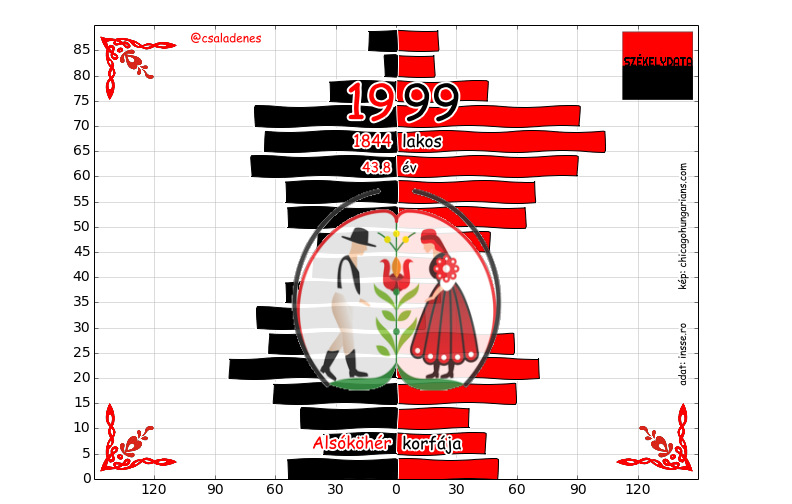 @csaladenes
SZÉKELYDATA
1999
1844 lakos
43.8 év
Alsóköhér korfája
kép: chicagohungarians.com
adat: insse.ro
85
80
75
70
65
60
55
50
45
40
35
30
25
20
15
10
5
0
120 90 60 30 0 30 60 90 120